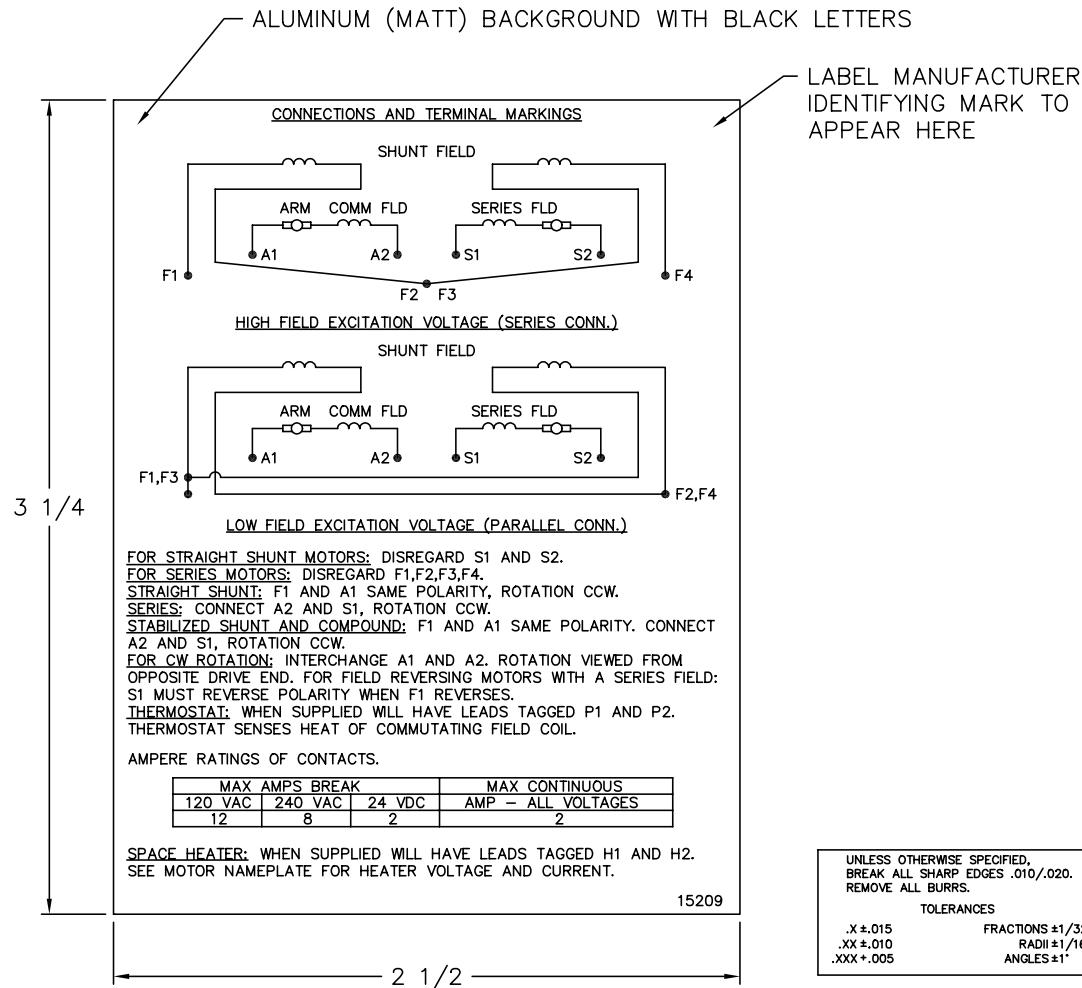 ALUMINUM (MATT) BACKGROUND WITH BLACK LETTERS
LABEL MANUFACTURER
IDENTIFYING MARK TO
APPEAR HERE
CONNECTIONS AND TERMINAL MARKINGS
SHUNT FIELD
ARM COMM FLD SERIES FLD
A1 A2 S1 S2
F1 F4
F2 F3
HIGH FIELD EXCITATION VOLTAGE (SERIES CONN.)
SHUNT FIELD
ARM COMM FLD SERIES FLD
A1 A2 S1 S2
F1,F3
F2,F4
LOW FIELD EXCITATION VOLTAGE (PARALLEL CONN.)
3 1/4
FOR STRAIGHT SHUNT MOTORS: DISREGARD S1 AND S2.
FOR SERIES MOTORS: DISREGARD F1,F2,F3,F4.
STRAIGHT SHUNT: F1 AND A1 SAME POLARITY, ROTATION CCW.
SERIES: CONNECT A2 AND S1, ROTATION CCW.
STABILIZED SHUNT AND COMPOUND: F1 AND A1 SAME POLARITY. CONNECT
A2 AND S1, ROTATION CCW.
FOR CW ROTATION: INTERCHANGE A1 AND A2. ROTATION VIEWED FROM
OPPOSITE DRIVE END. FOR FIELD REVERSING MOTORS WITH A SERIES FIELD:
S1 MUST REVERSE POLARITY WHEN F1 REVERSES.
THERMOSTAT: WHEN SUPPLIED WILL HAVE LEADS TAGGED P1 AND P2.
THERMOSTAT SENSES HEAT OF COMMUTATING FIELD COIL.
AMPERE RATINGS OF CONTACTS.
MAX AMPS BREAK MAX CONTINUOUS
120 VAC 240 VAC 24 VDC AMP – ALL VOLTAGES
12 8 2 2
SPACE HEATER: WHEN SUPPLIED WILL HAVE LEADS TAGGED H1 AND H2.
SEE MOTOR NAMEPLATE FOR HEATER VOLTAGE AND CURRENT.
15209
2 1/2
UNLESS OTHERWISE SPECIFIED,
BREAK ALL SHARP EDGES .010/.020.
REMOVE ALL BURRS.
TOLERANCES
.X ±.015 FRACTIONS ±1/32
.XX ±.010 RADII ±1/16
.XXX +.005 ANGLES ±1°